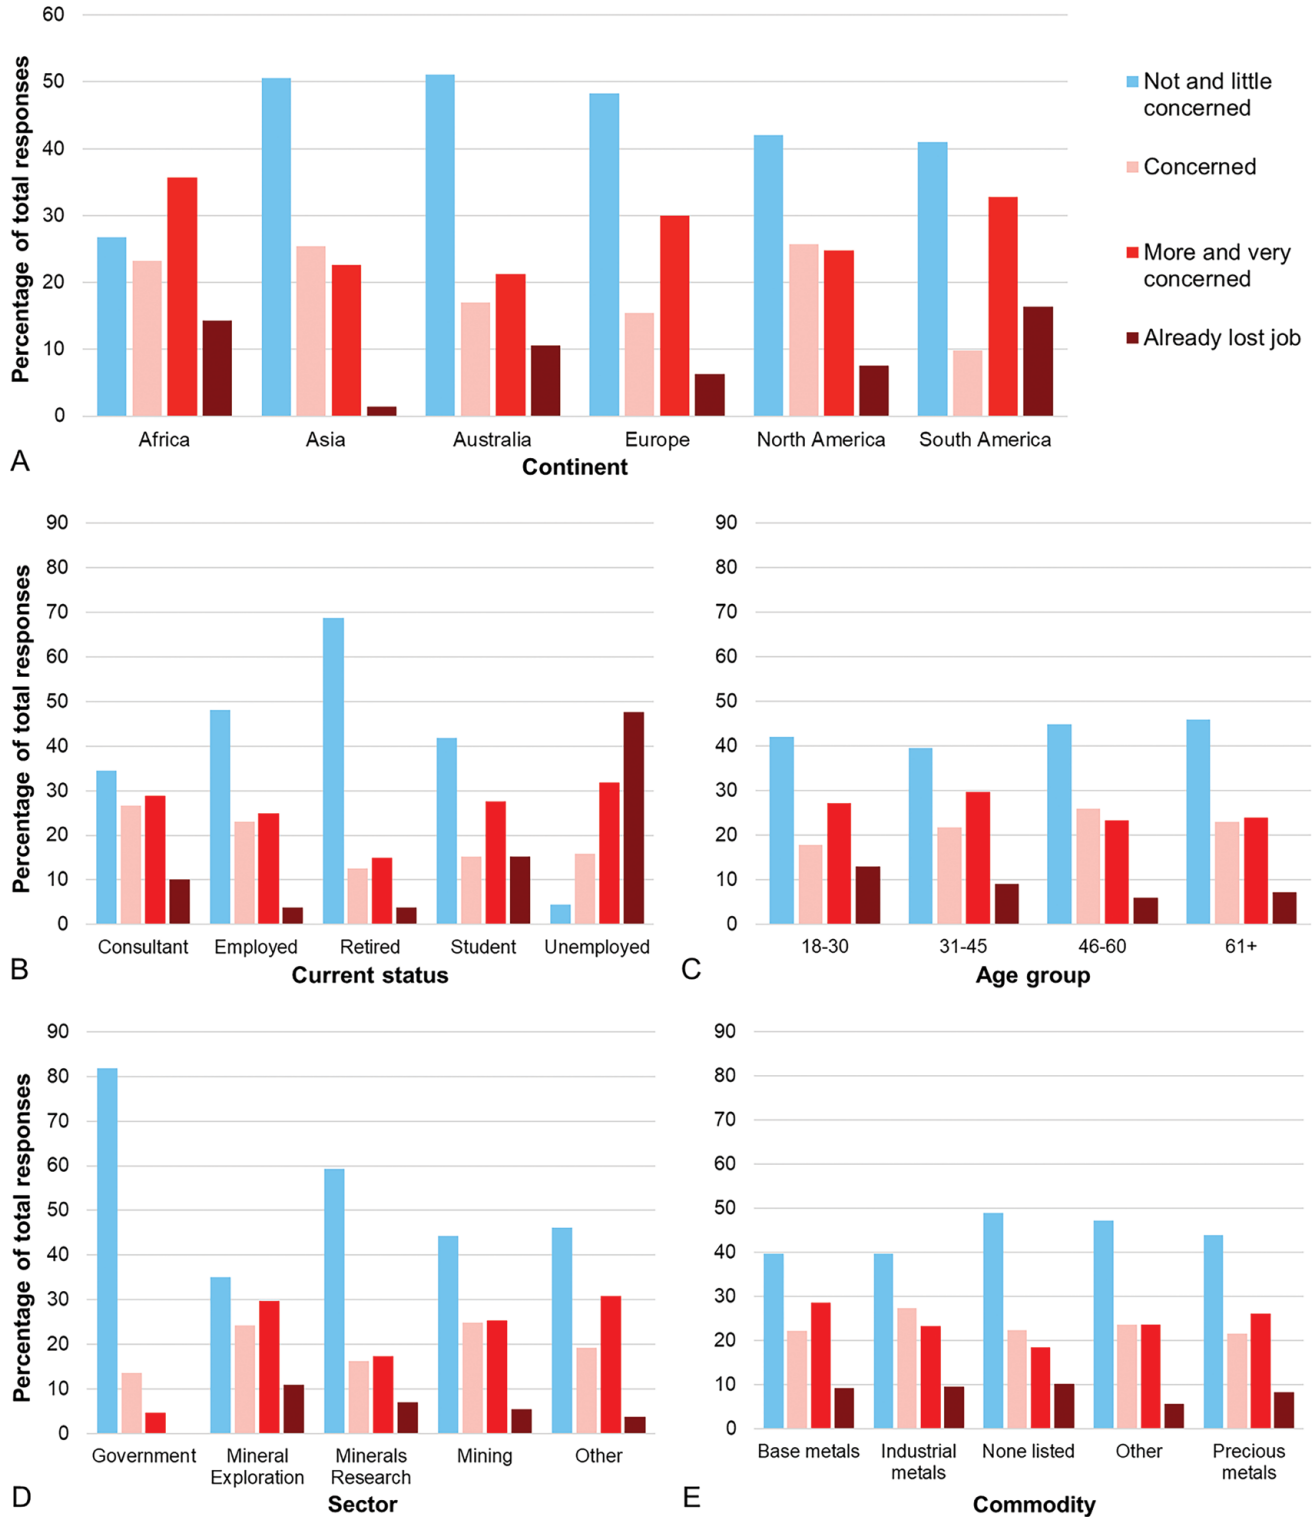 60
50
40
30
20
10
0
Percentage of total responses
Africa
Asia
Australia
Europe
North America
South America
Continent
A
Not and little
concerned
Concerned
More and very
concerned
Already lost job
90
80
70
60
50
40
30
20
10
0
Percentage of total responses
Consultant
Employed
Retired
Student
Unemployed
Current status
B
90
80
70
60
50
40
30
20
10
0
18-30
31-45
46-60
61+
Age group
C
90
80
70
60
50
40
30
20
10
0
Percentage of total responses
Government
Mineral
Exploration
Minerals
Research
Mining
Other
Sector
D
90
80
70
60
50
40
30
20
10
0
Base metals
Industrial
metals
None listed
Other
Precious
metals
Commodity
E